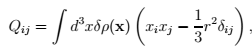 Q_{ij} = \int d^3x \delta\rho(\mathbf{x}) \left( x_i x_j - \frac{1}{3} r^2 \delta_{ij} \right),